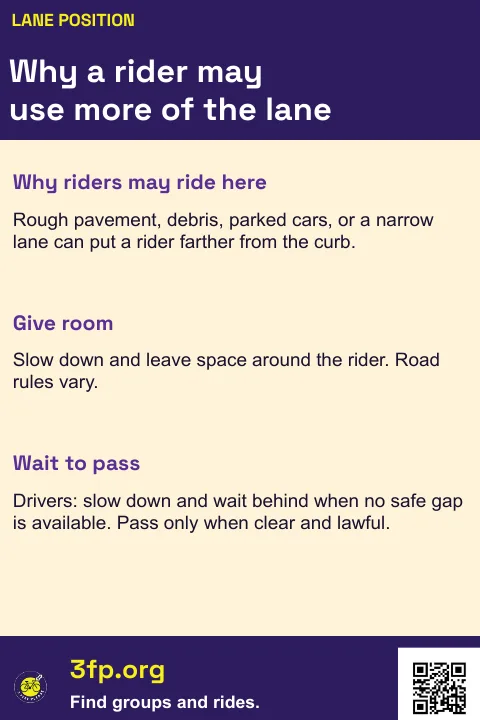 LANE POSITION
Why a rider may
use more of the lane
Why riders may ride here
Rough pavement, debris, parked cars, or a narrow
lane can put a rider farther from the curb.
Give room
Slow down and leave space around the rider. Road
rules vary.
Wait to pass
Drivers: slow down and wait behind when no safe gap
is available. Pass only when clear and lawful.
3fp.org
Find groups and rides.